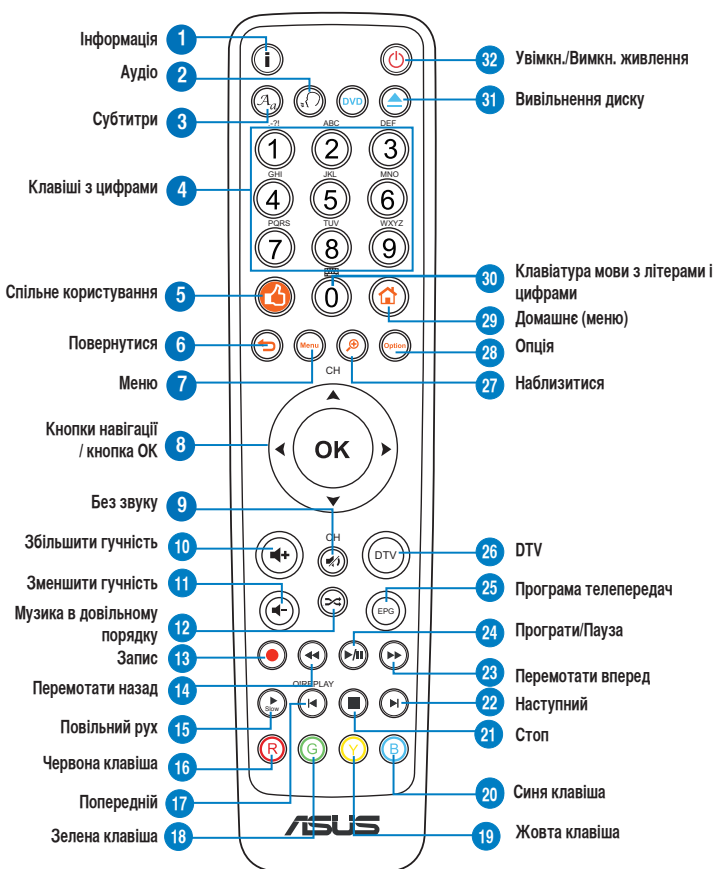 Інформація 1
Аудіо 2
Субтитри 3
Клавіші з цифрами 4
Спільне користування 5
Повернутися 6
Меню 7
Кнопки навігації
/ кнопка ОК 8
Без звуку 9
Збільшити гучність 10
Зменшити гучність 11
Музика в довільному
порядку 12
Запис 13
Перемотати назад 14
Повільний рух 15
Червона клавіша 16
Попередній 17
Зелена клавіша 18
i
Aa
DVD
-?! ABC DEF
1 2 3
GHI JKL MNO
4 5 6
PQRS TUV WXYZ
7 8 9
0
Menu
Option
CH
OK
CH
DTV
EPG
Q'REPLAY
Slow
R G Y B
ASUS
32 Увімкн./Вимкн. живлення
31 Вивільнення диску
30 Клавіатура мови з літерами і
цифрами
29 Домашнє (меню)
28 Опція
27 Наблизитися
26 DTV
25 Програма телепередач
24 Програти/Пауза
23 Перемотати вперед
22 Наступний
21 Стоп
20 Синя клавіша
19 Жовта клавіша